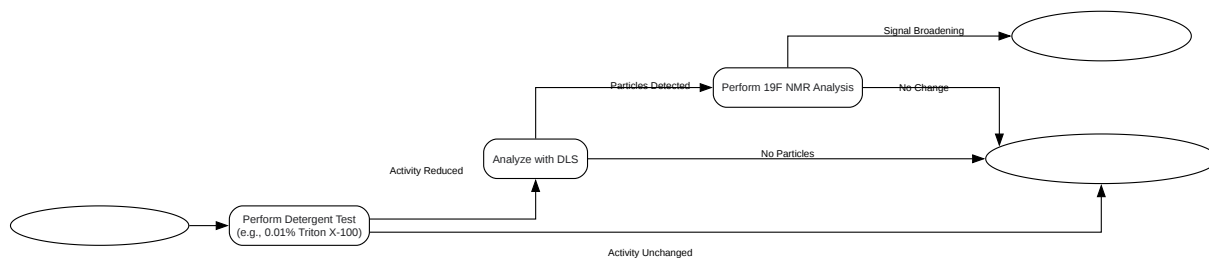 Signal Broadening
Particles Detected
Perform 19F NMR Analysis
No Change
Analyze with DLS
No Particles
Activity Reduced
Perform Detergent Test
(e.g., 0.01% Triton X-100)
Activity Unchanged